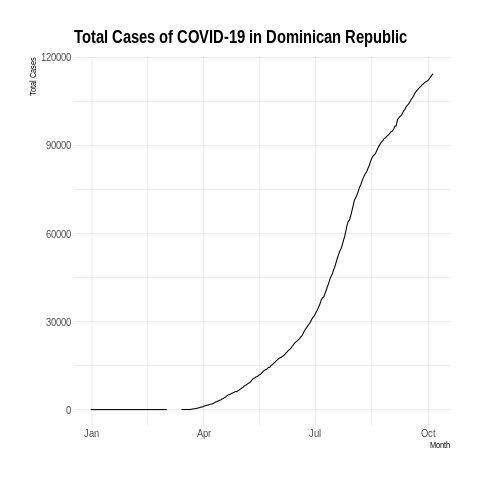 Total Cases of COVID-19 in Dominican Republic
Total Cases
120000
90000
60000
30000
0
Jan Apr Jul Oct
Month